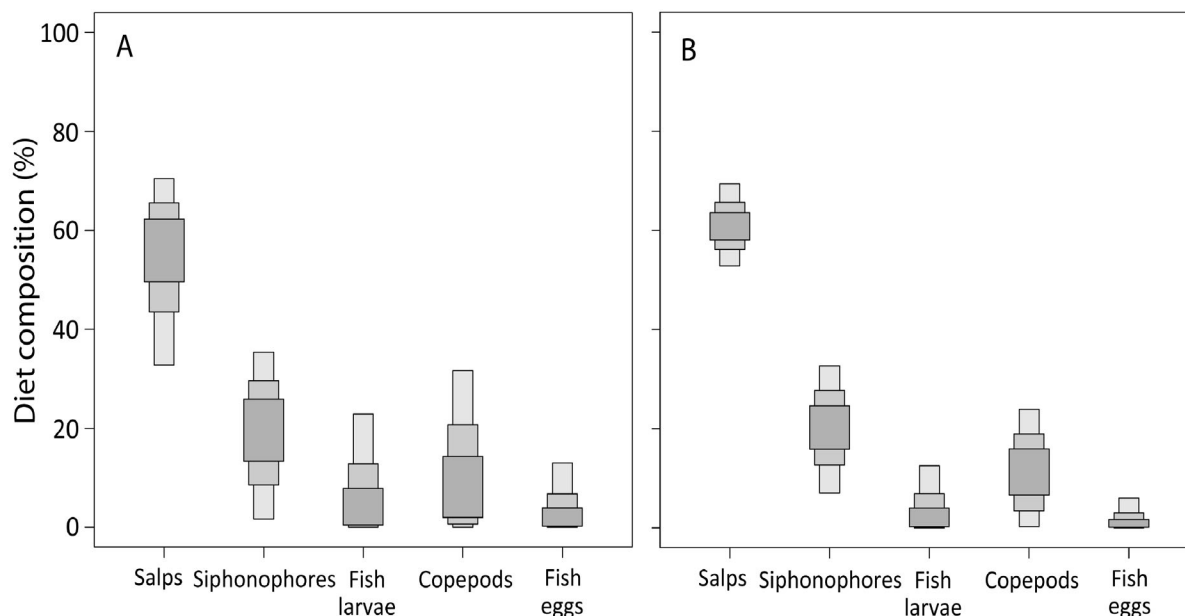 A
B
Diet composition (%)
100
80
60
40
20
0
Salps
Siphonophores
Fish
larvae
Copepods
Fish
eggs
Salps
Siphonophores
Fish
larvae
Copepods
Fish
eggs